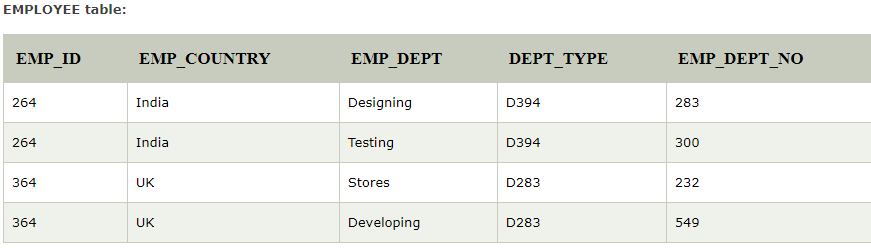 EMPLOYEE table:
EMP_ID EMP_COUNTRY EMP_DEPT DEPT_TYPE EMP_DEPT_NO
264 India Designing D394 283
264 India Testing D394 300
364 UK Stores D283 232
364 UK Developing D283 549